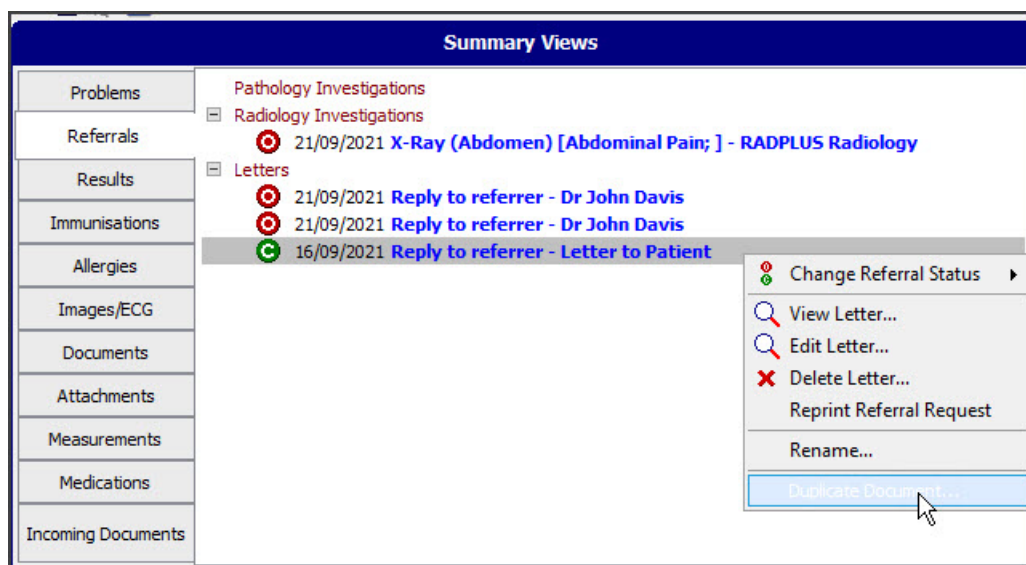 Summary Views
Problems
Referrals
Results
Immunisations
Allergies
Images/ECG
Documents
Attachments
Measurements
Medications
Incoming Documents
Pathology Investigations
Radiology Investigations
21/09/2021 X-Ray (Abdomen) [Abdominal Pain; ] - RADPLUS Radiology
Letters
21/09/2021 Reply to referrer - Dr John Davis
21/09/2021 Reply to referrer - Dr John Davis
C 16/09/2021 Reply to referrer - Letter to Patient
Change Referral Status
View Letter...
Edit Letter...
Delete Letter...
Reprint Referral Request
Rename...
Duplicate Document...